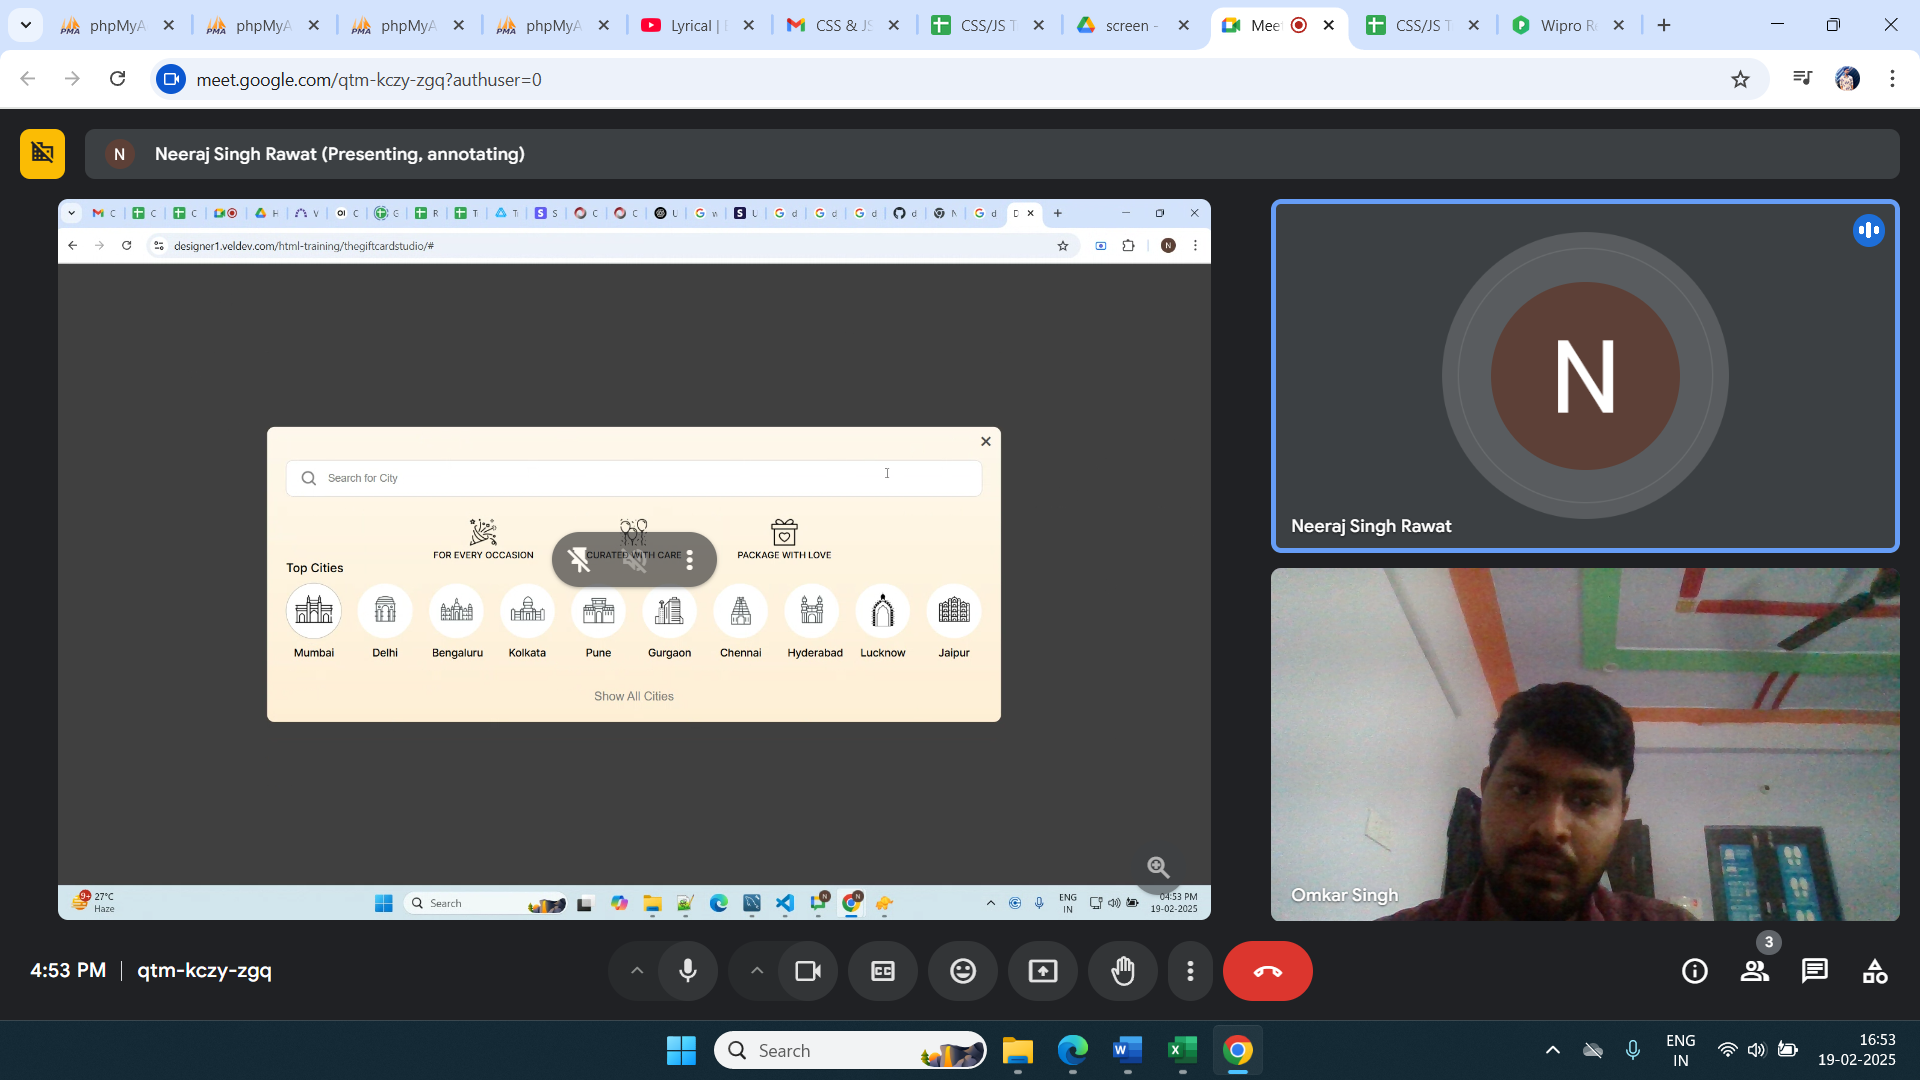 phpMyA
phpMyA
phpMyA
phpMyA
Lyrical |
CSS & JS
CSS/JS T
screen -
Meet
CSS/JS T
Wipro R
meet.google.com/qtm-kczy-zgq?authuser=0
N
Neeraj Singh Rawat (Presenting, annotating)
designer1.veldev.com/html-training/thegiftcardstudio/#
N
Search for City
FOR EVERY OCCASION
CURATED WITH CARE
PACKAGE WITH LOVE
Top Cities
Mumbai
Delhi
Bengaluru
Kolkata
Pune
Gurgaon
Chennai
Hyderabad
Lucknow
Jaipur
Show All Cities
27°C
Haze
Search
ENG
IN
04:53 PM
19-02-2025
N
Neeraj Singh Rawat
Omkar Singh
4:53 PM | qtm-kczy-zgq
3
Search
ENG
IN
16:53
19-02-2025